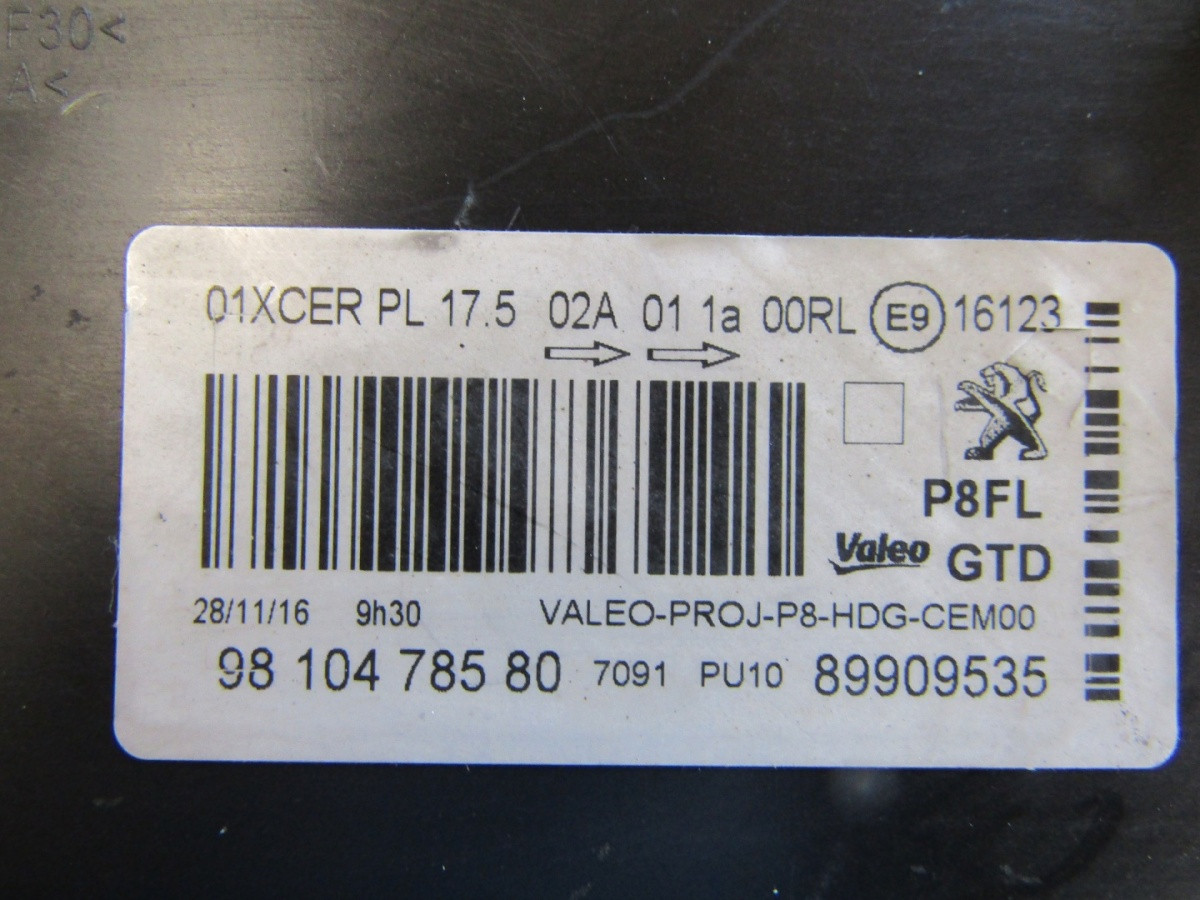 F30<
A<
01XCER PL 17.5 02A 01 1a 00RL E9 16123
P8FL
Valeo GTD
28/11/16 9h30 VALEO-PROJ-P8-HDG-CEM00
98 104 785 80 7091 PU10 89909535